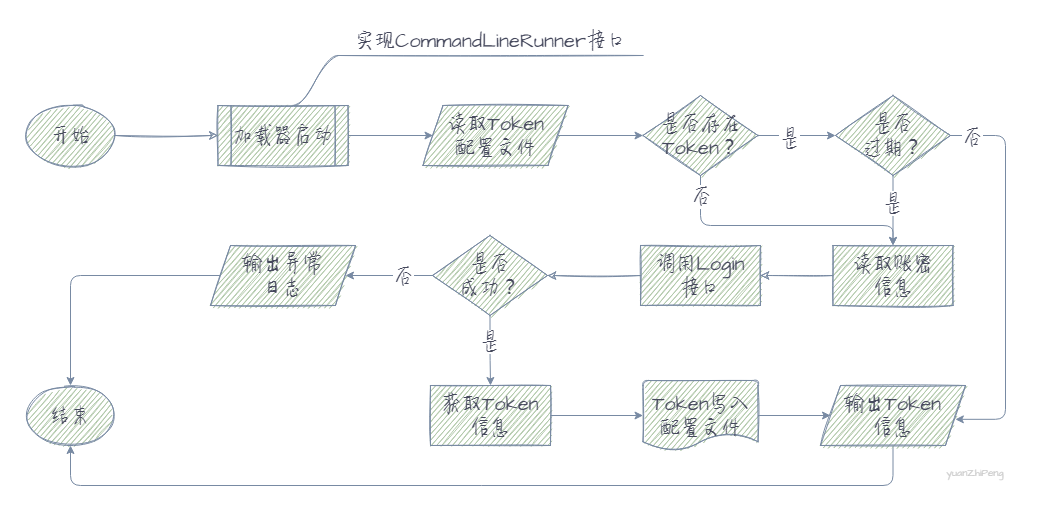 实现CommandLineRunner接口
开始
加载器启动
读取Token
配置文件
是否存在
Token？
是
是否
过期？
否
否
是
输出异常
日志
否
是否
成功？
调用Login
接口
读取账密
信息
是
结束
获取Token
信息
Token写入
配置文件
输出Token
信息
yuanZhiPeng